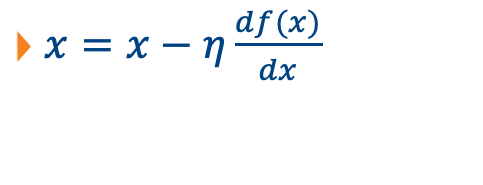 x = x − η df(x)/dx